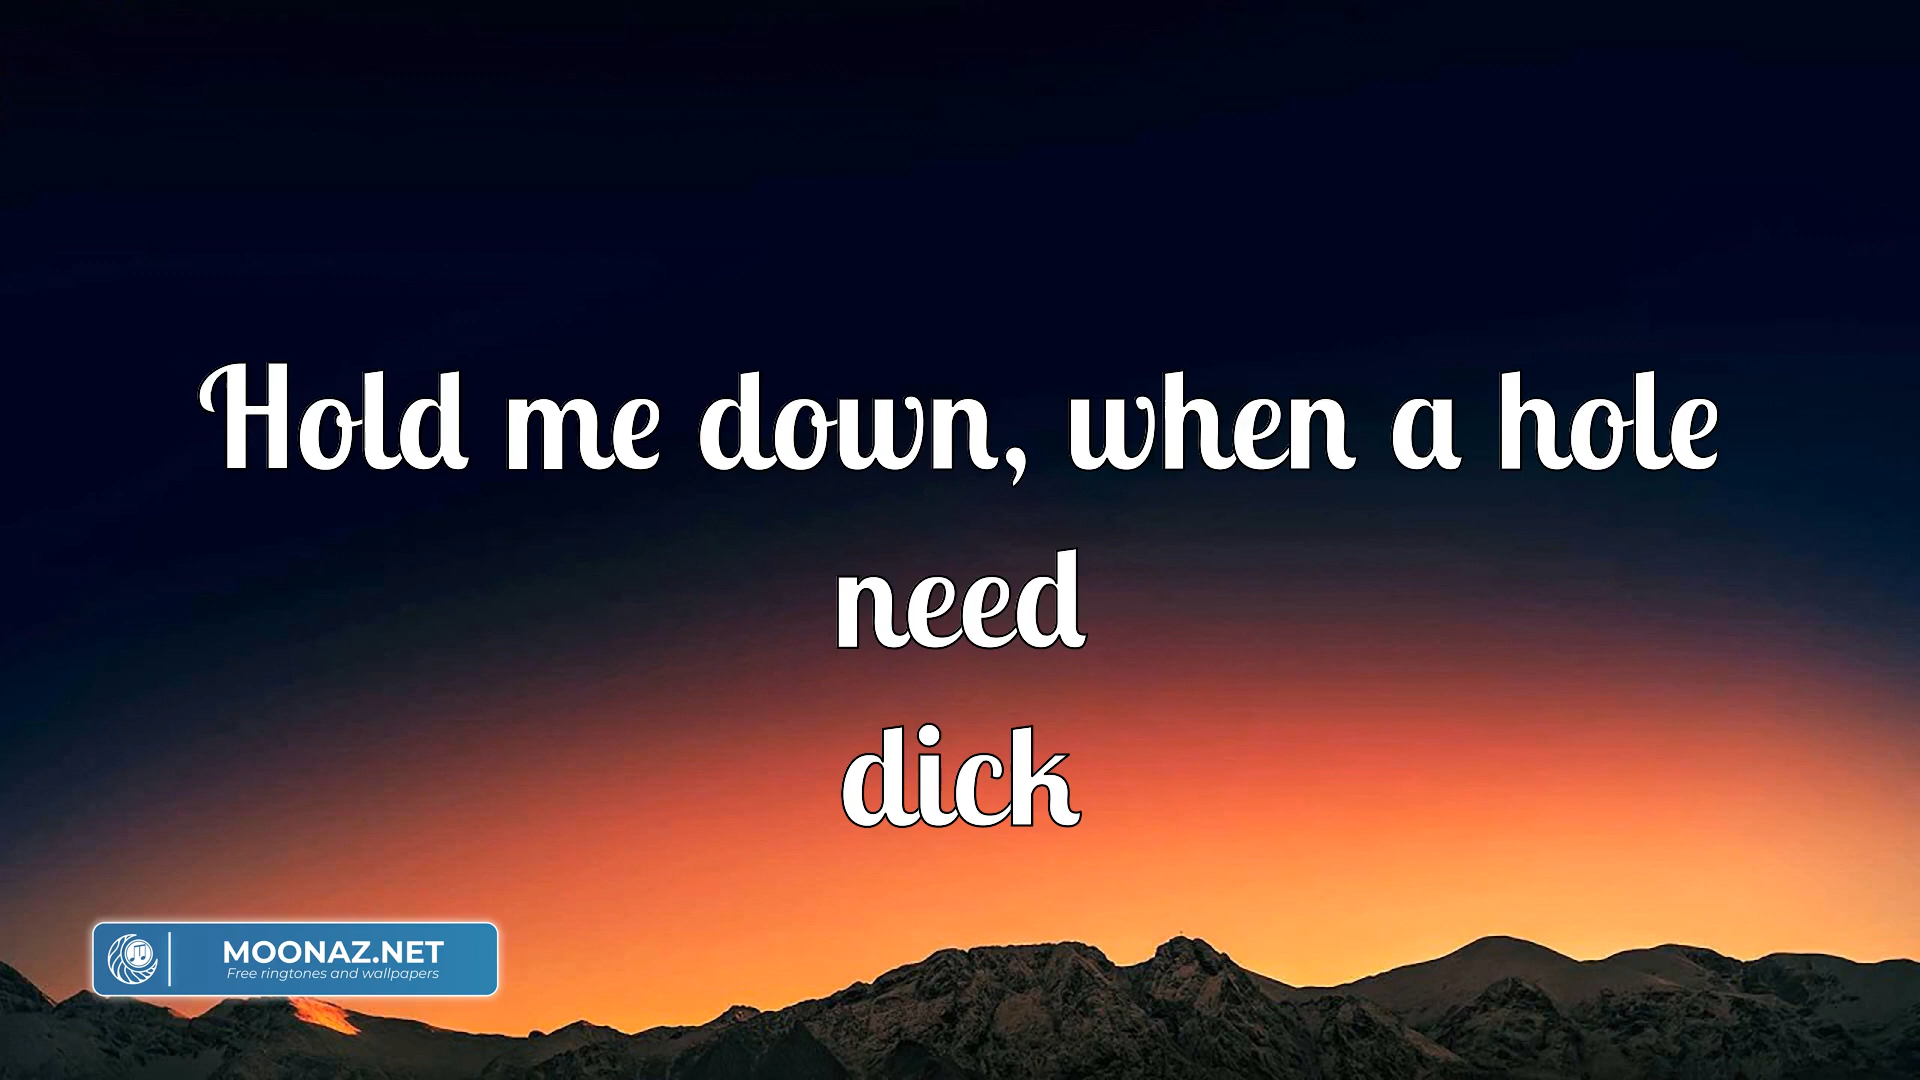 Hold me down, when a hole
need
dick
MOONAZ.NET
Free ringtones and wallpapers